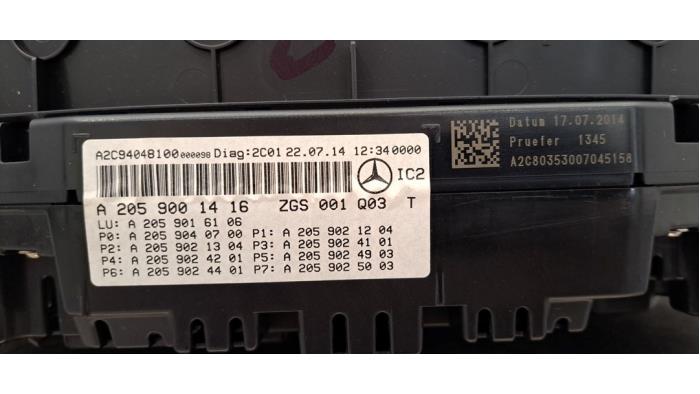 A2C94048100000098 Diag:2C01 22.07.14 12:340000
IC2
A 205 900 14 16 ZGS 001 Q03 T
LU: A 205 901 61 06
P0: A 205 904 07 00 P1: A 205 902 12 04
P2: A 205 902 13 04 P3: A 205 902 41 01
P4: A 205 902 42 01 P5: A 205 902 49 03
P6: A 205 902 44 01 P7: A 205 902 50 03
Datum 17.07.2014
Pruefer 1345
A2C80353007045158